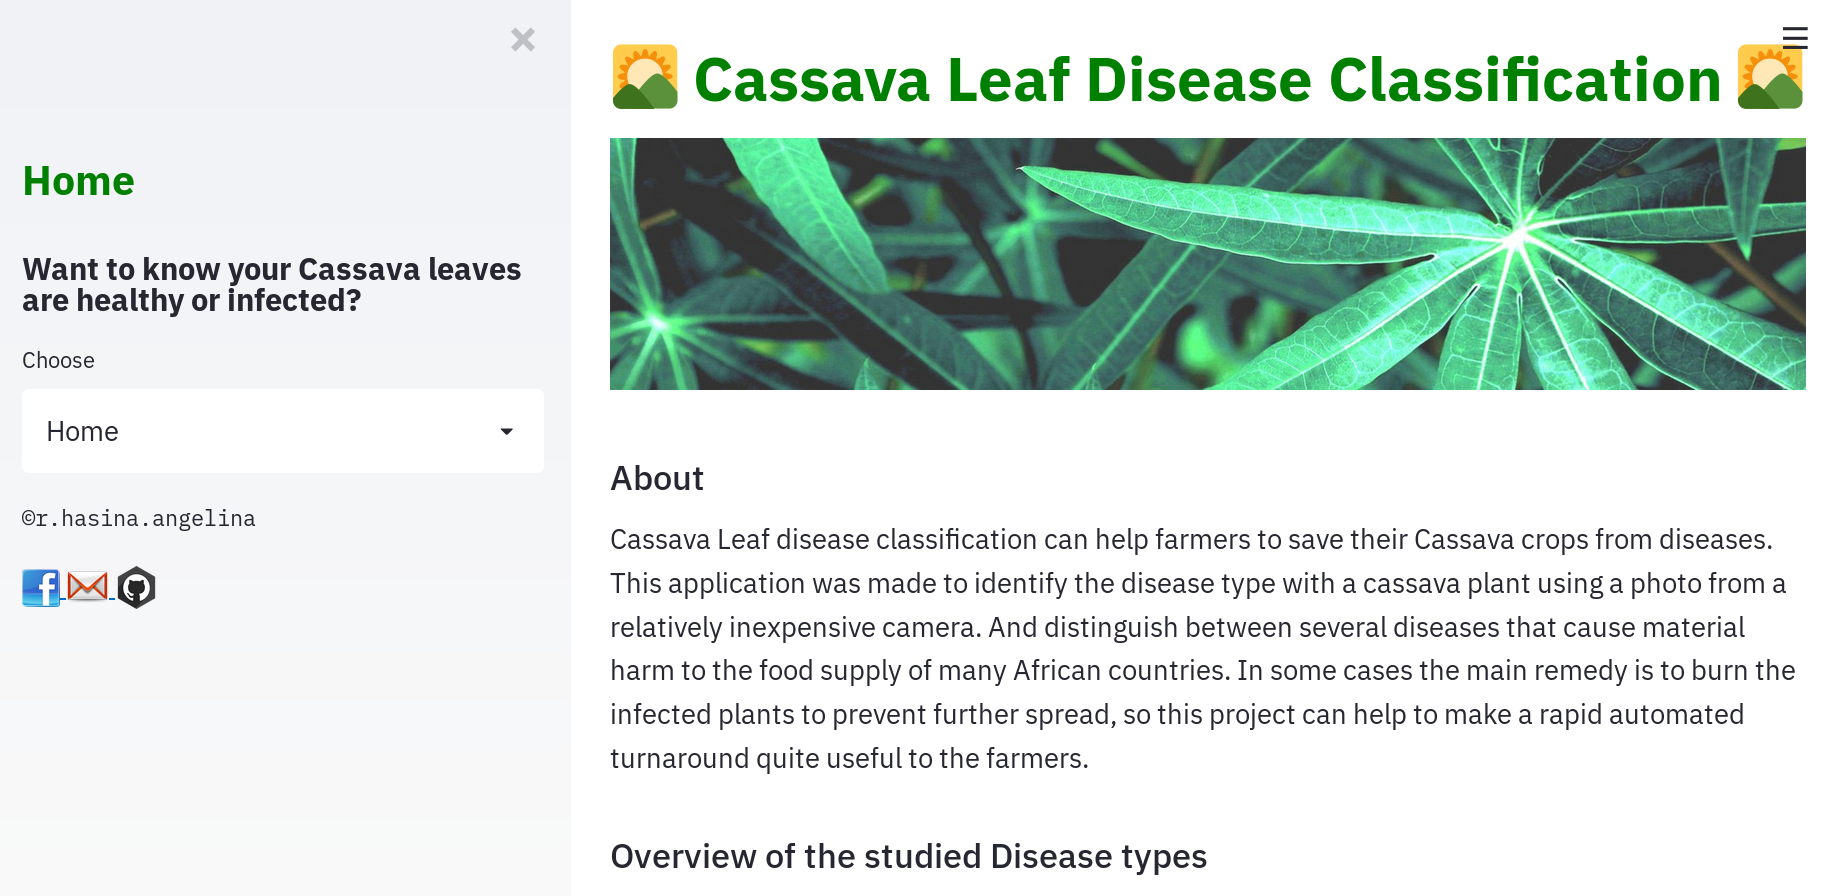 Home
Want to know your Cassava leaves
are healthy or infected?
Choose
Home
©r.hasina.angelina
Cassava Leaf Disease Classification
About
Cassava Leaf disease classification can help farmers to save their Cassava crops from diseases.
This application was made to identify the disease type with a cassava plant using a photo from a
relatively inexpensive camera. And distinguish between several diseases that cause material
harm to the food supply of many African countries. In some cases the main remedy is to burn the
infected plants to prevent further spread, so this project can help to make a rapid automated
turnaround quite useful to the farmers.
Overview of the studied Disease types